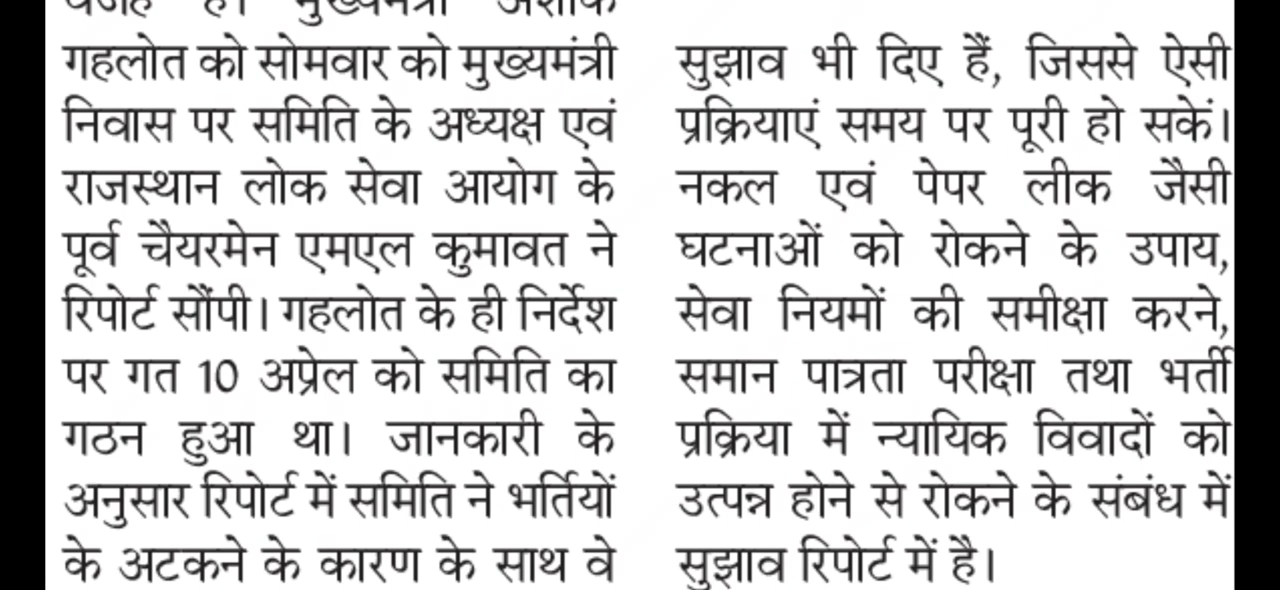 गहलोत को सोमवार को मुख्यमंत्री
निवास पर समिति के अध्यक्ष एवं
राजस्थान लोक सेवा आयोग के
पूर्व चैयरमेन एमएल कुमावत ने
रिपोर्ट सौंपी। गहलोत के ही निर्देश
पर गत 10 अप्रेल को समिति का
गठन हुआ था। जानकारी के
अनुसार रिपोर्ट में समिति ने भर्तियों
के अटकने के कारण के साथ वे
सुझाव भी दिए हैं, जिससे ऐसी
प्रक्रियाएं समय पर पूरी हो सकें।
नकल एवं पेपर लीक जैसी
घटनाओं को रोकने के उपाय,
सेवा नियमों की समीक्षा करने,
समान पात्रता परीक्षा तथा भर्ती
प्रक्रिया में न्यायिक विवादों को
उत्पन्न होने से रोकने के संबंध में
सुझाव रिपोर्ट में है।